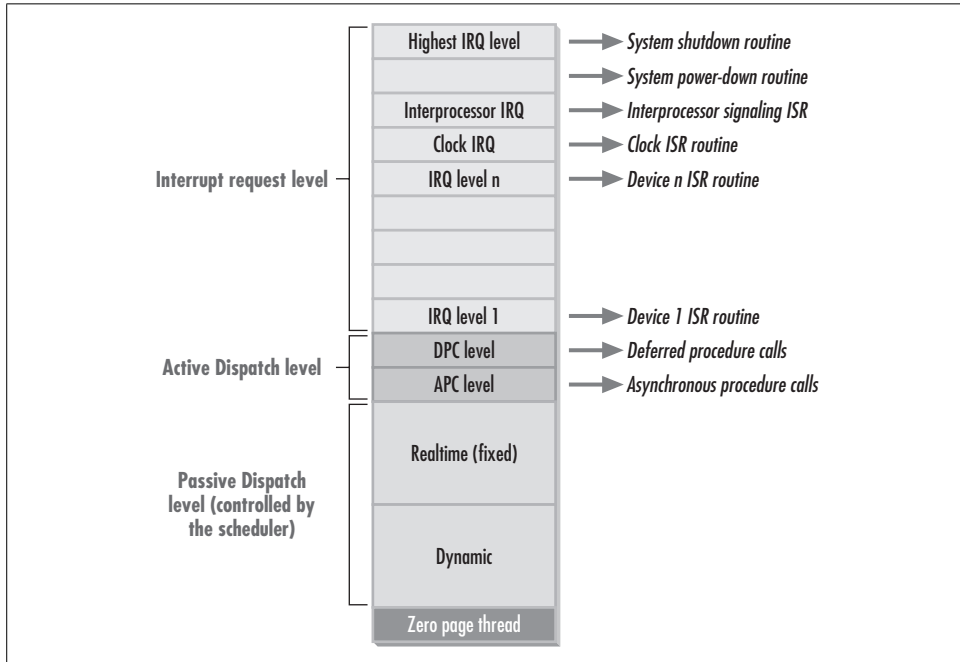 Highest IRQ level
System shutdown routine
System power-down routine
Interprocessor IRQ
Interprocessor signaling ISR
Clock IRQ
Clock ISR routine
Interrupt request level
IRQ level n
Device n ISR routine
IRQ level 1
Device 1 ISR routine
Active Dispatch level
DPC level
Deferred procedure calls
APC level
Asynchronous procedure calls
Passive Dispatch
level (controlled by
the scheduler)
Realtime (fixed)
Dynamic
Zero page thread